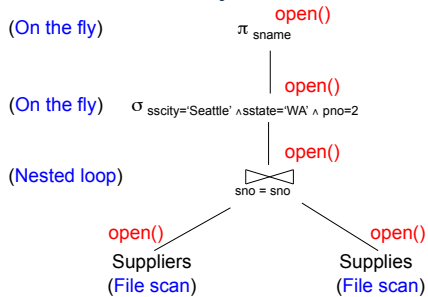 open()
(On the fly) π sname
open()
(On the fly) σ sscity=‘Seattle’ ∧sstate=‘WA’ ∧ pno=2
open()
(Nested loop)
sno = sno
open() open()
Suppliers Supplies
(File scan) (File scan)